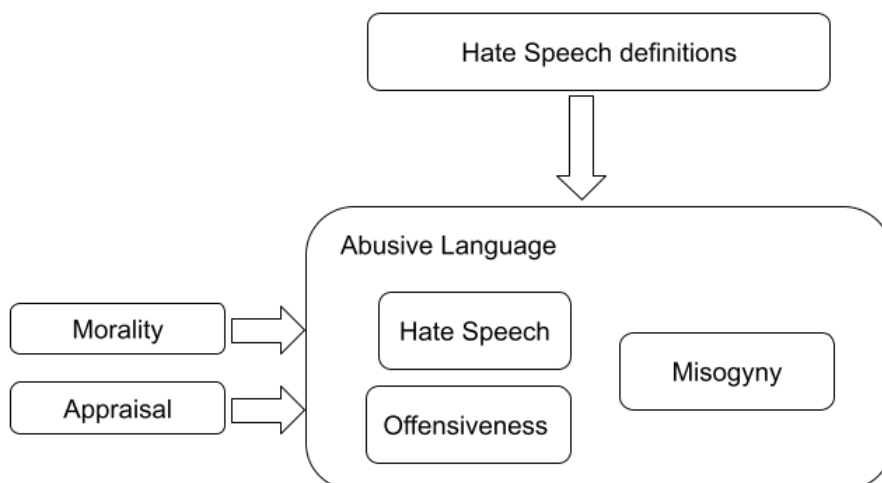 Hate Speech definitions
Abusive Language
Morality
Hate Speech
Misogyny
Appraisal
Offensiveness